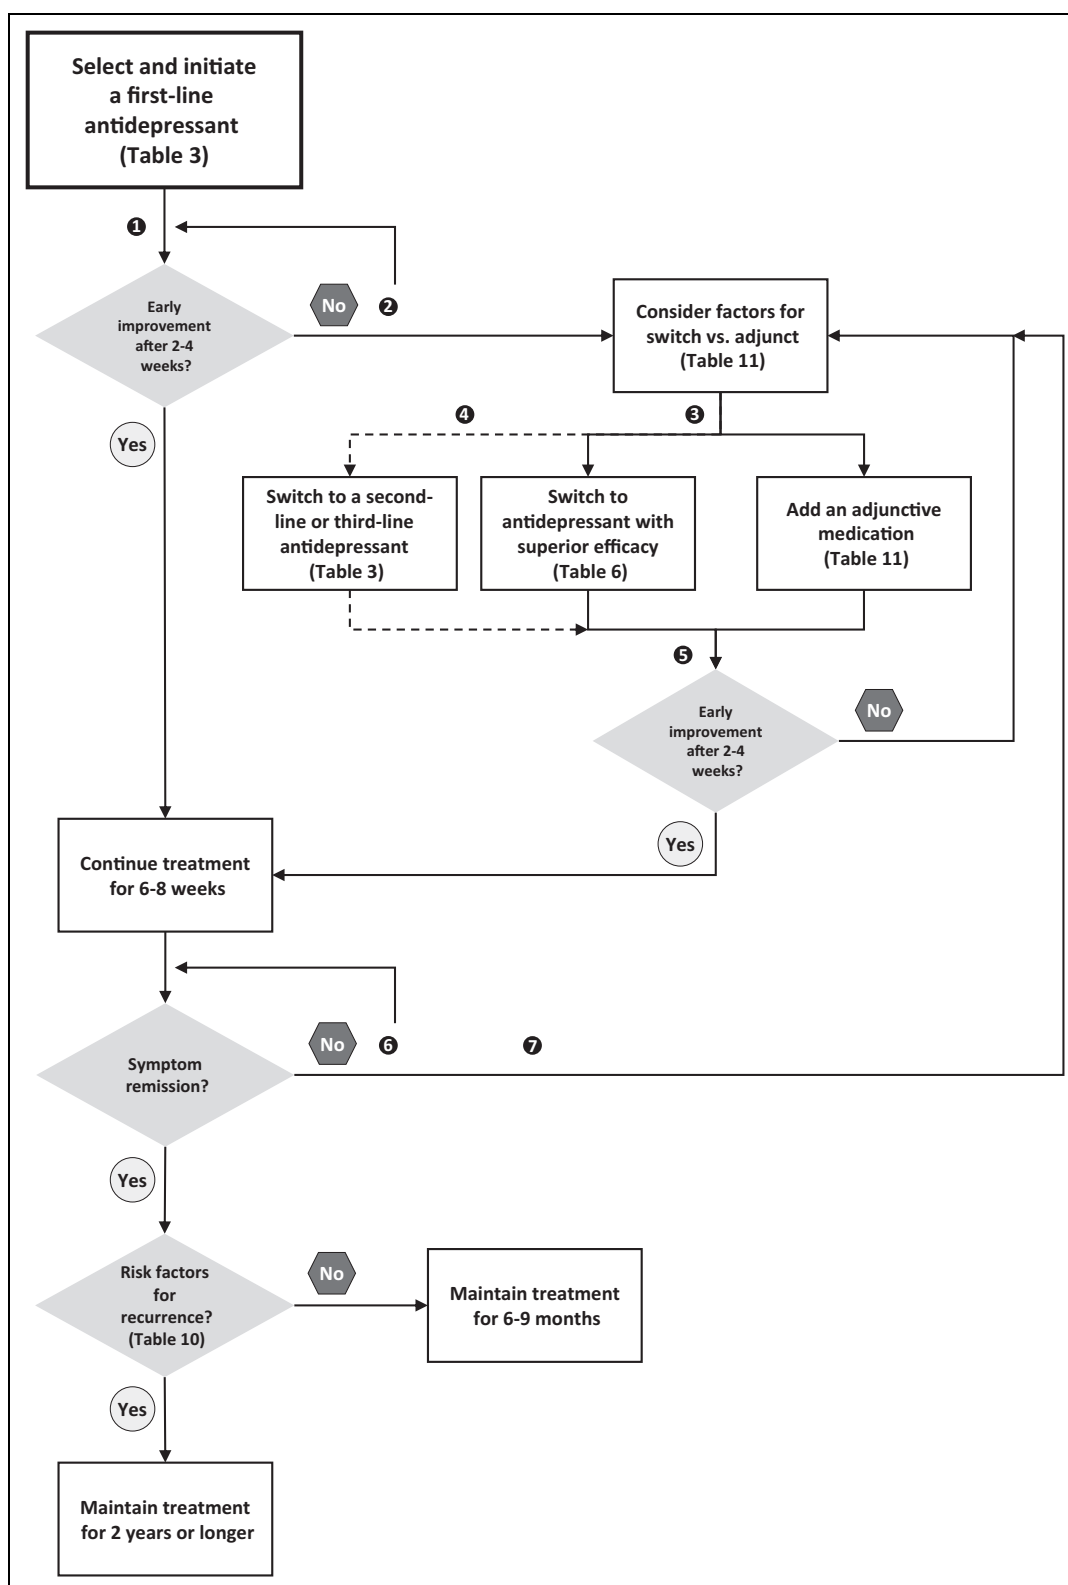 Select and initiate
a first-line
antidepressant
(Table 3)
❶
Early
improvement
after 2-4
weeks?
No
❷
Consider factors for
switch vs. adjunct
(Table 11)
❹
❸
Yes
Switch to a second-
line or third-line
antidepressant
(Table 3)
Switch to
antidepressant with
superior efficacy
(Table 6)
Add an adjunctive
medication
(Table 11)
❺
Early
improvement
after 2-4
weeks?
No
Yes
Continue treatment
for 6-8 weeks
Symptom
remission?
No
❻
❼
Yes
Risk factors
for
recurrence?
(Table 10)
No
Maintain treatment
for 6-9 months
Yes
Maintain treatment
for 2 years or longer